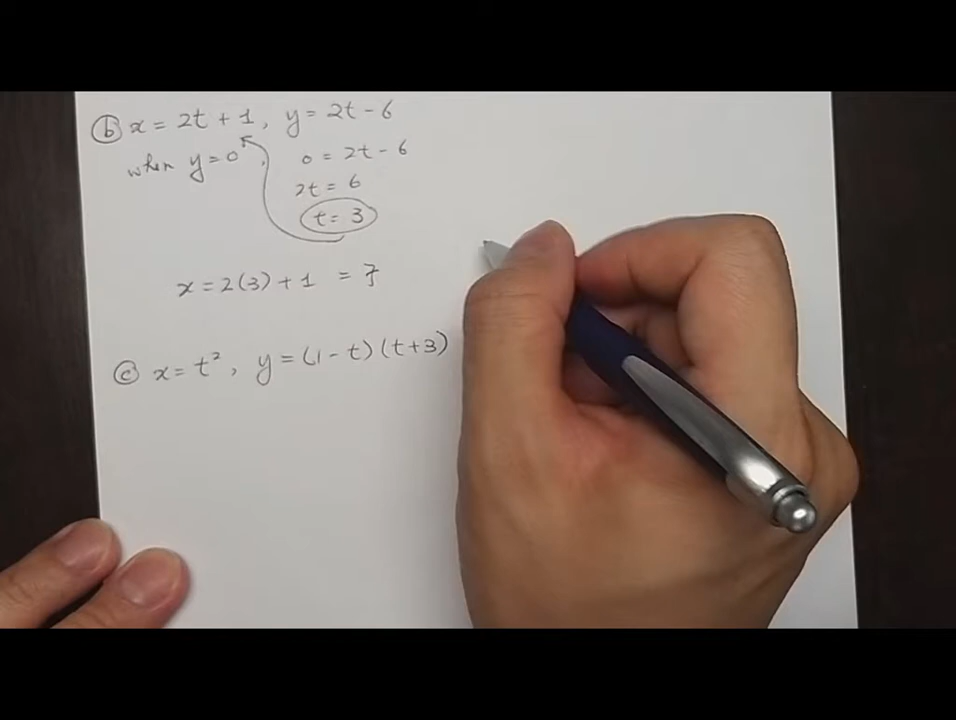 (b) x = 2t + 1, y = 2t - 6
when y = 0, 0 = 2t - 6
2t = 6
t = 3
x = 2(3) + 1 = 7
(c) x = t², y = (1 - t)(t+3)